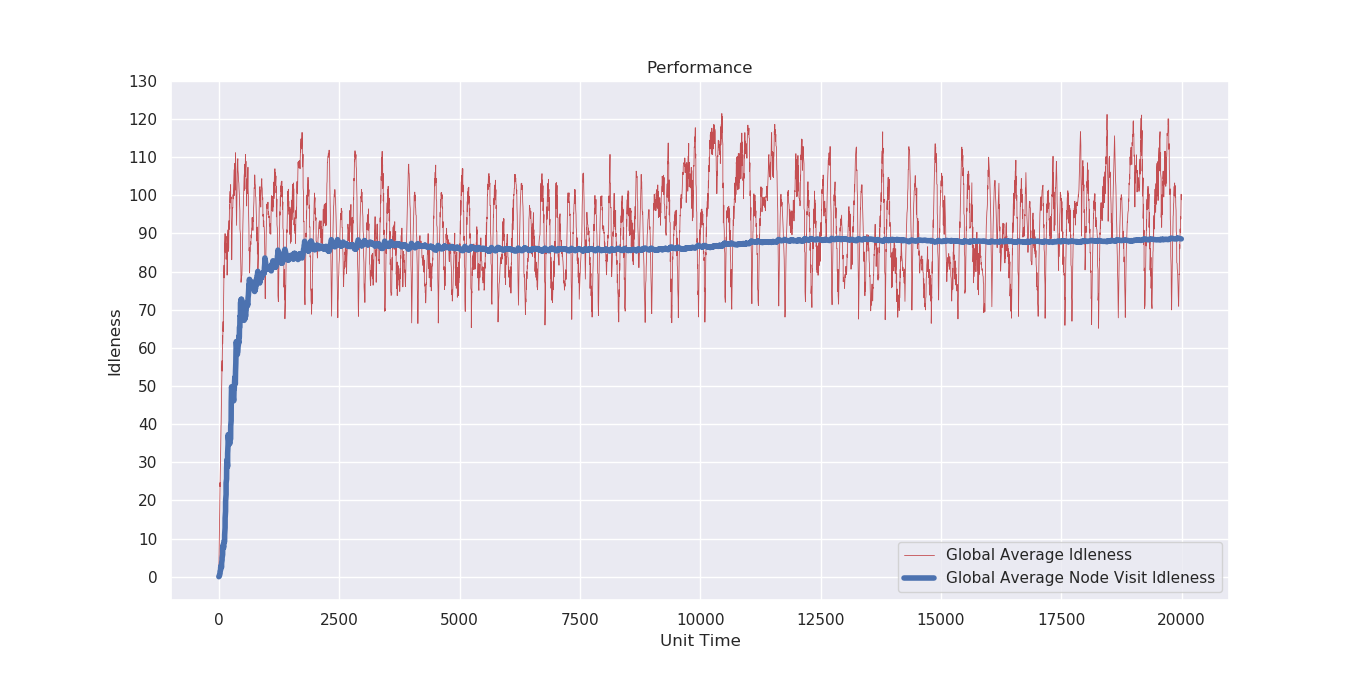 Performance
130
120
110
100
90
80
70
60
50
40
30
20
10
0
Idleness
Global Average Idleness
Global Average Node Visit Idleness
0 2500 5000 7500 10000 12500 15000 17500 20000
Unit Time